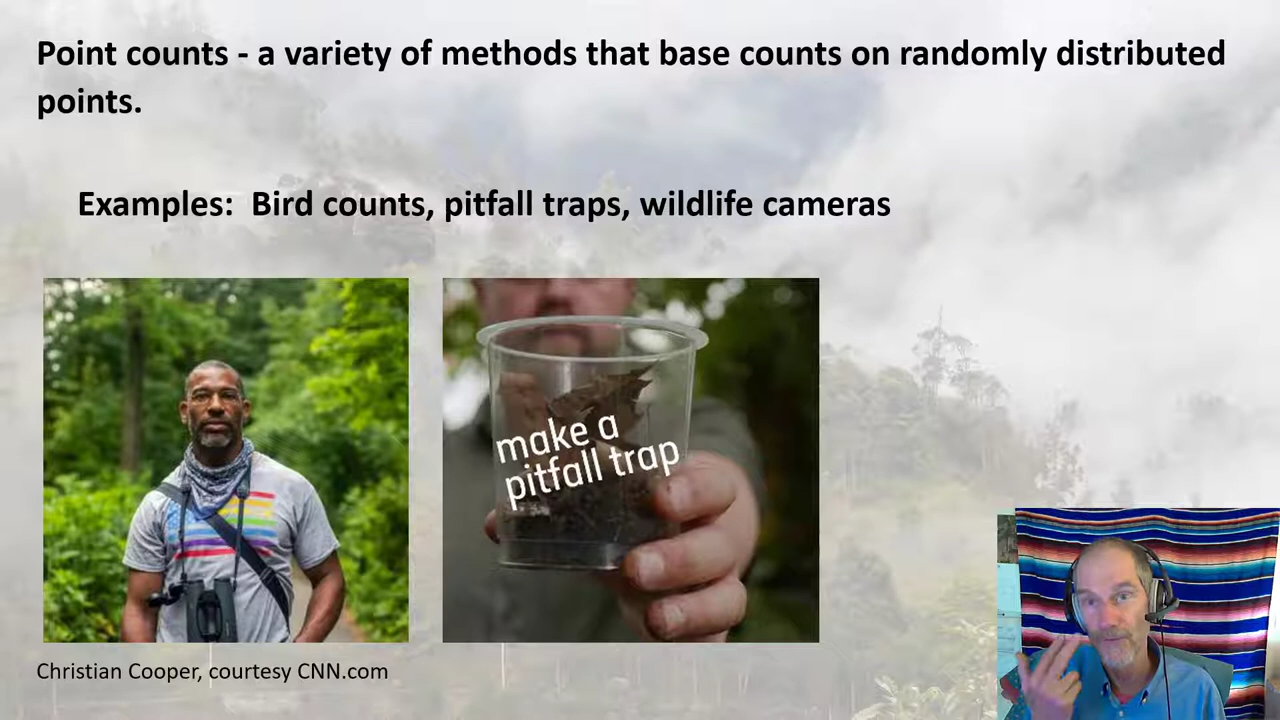 Point counts - a variety of methods that base counts on randomly distributed
points.
Examples:  Bird counts, pitfall traps, wildlife cameras
make a
pitfall trap
Christian Cooper, courtesy CNN.com